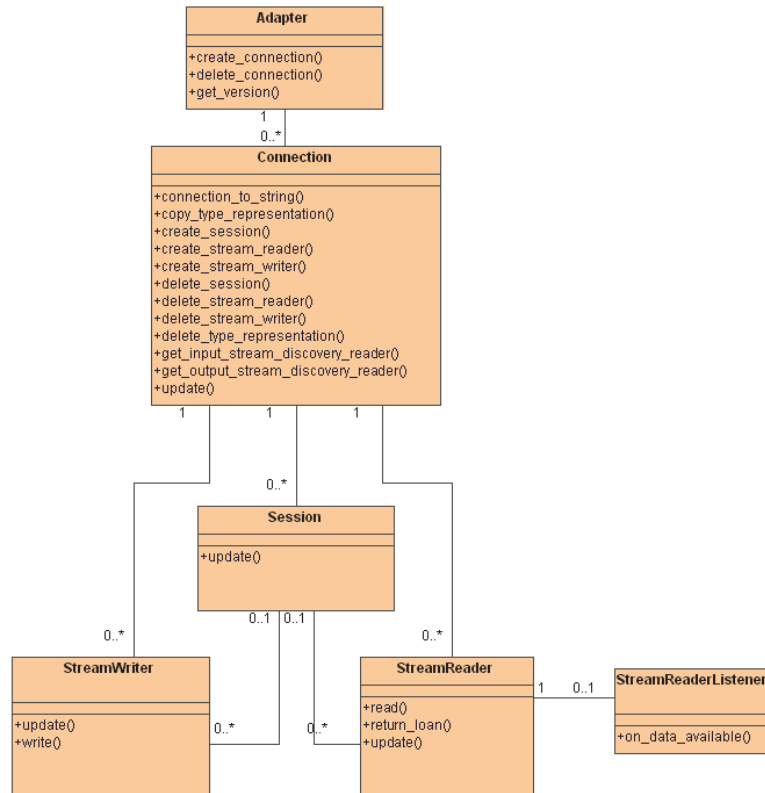 Adapter
+create_connection()
+delete_connection()
+get_version()
1
0..*
Connection
+connection_to_string()
+copy_type_representation()
+create_session()
+create_stream_reader()
+create_stream_writer()
+delete_session()
+delete_stream_reader()
+delete_stream_writer()
+delete_type_representation()
+get_input_stream_discovery_reader()
+get_output_stream_discovery_reader()
+update()
1 1 1
0..*
Session
+update()
0..1 0..1
0..* 0..*
StreamWriter
+update()
+write()
0..*
StreamReader
+read()
+return_loan()
+update()
0..*
1 0..1
StreamReaderListener
+on_data_available()